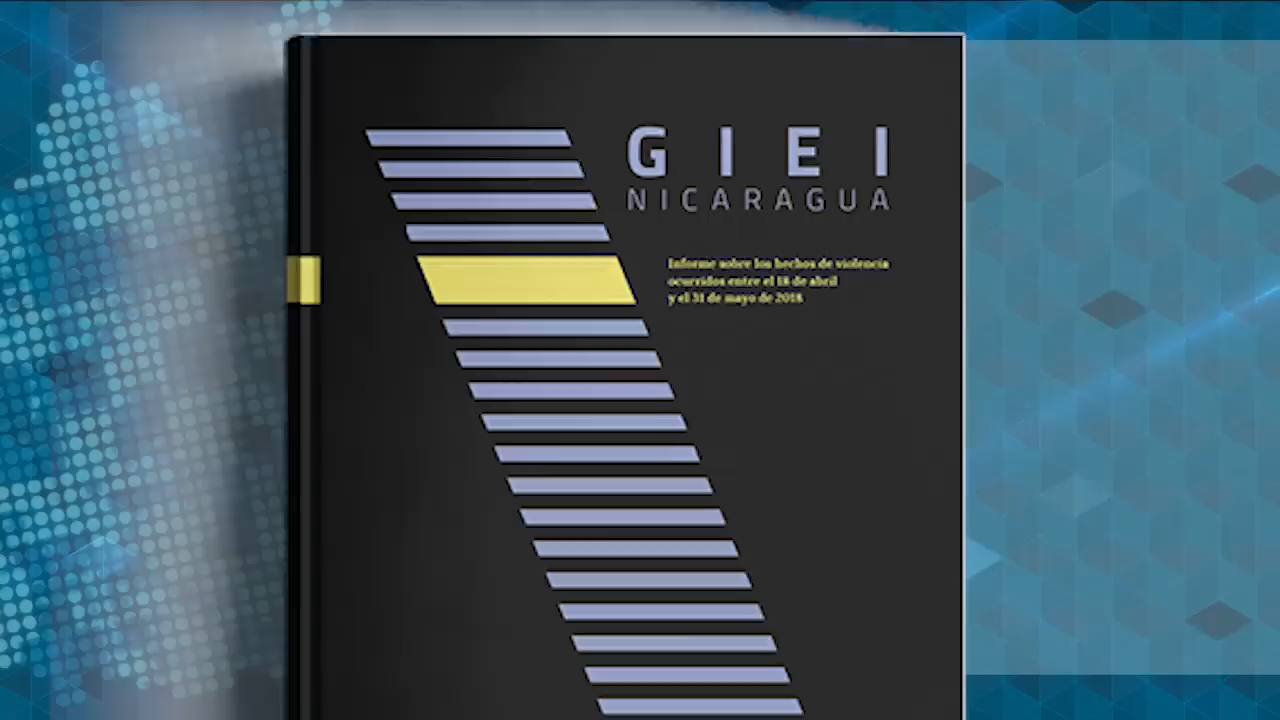 GIEI
NICARAGUA
Informe sobre los hechos de violencia
ocurridos entre el 18 de abril
y el 31 de mayo de 2018